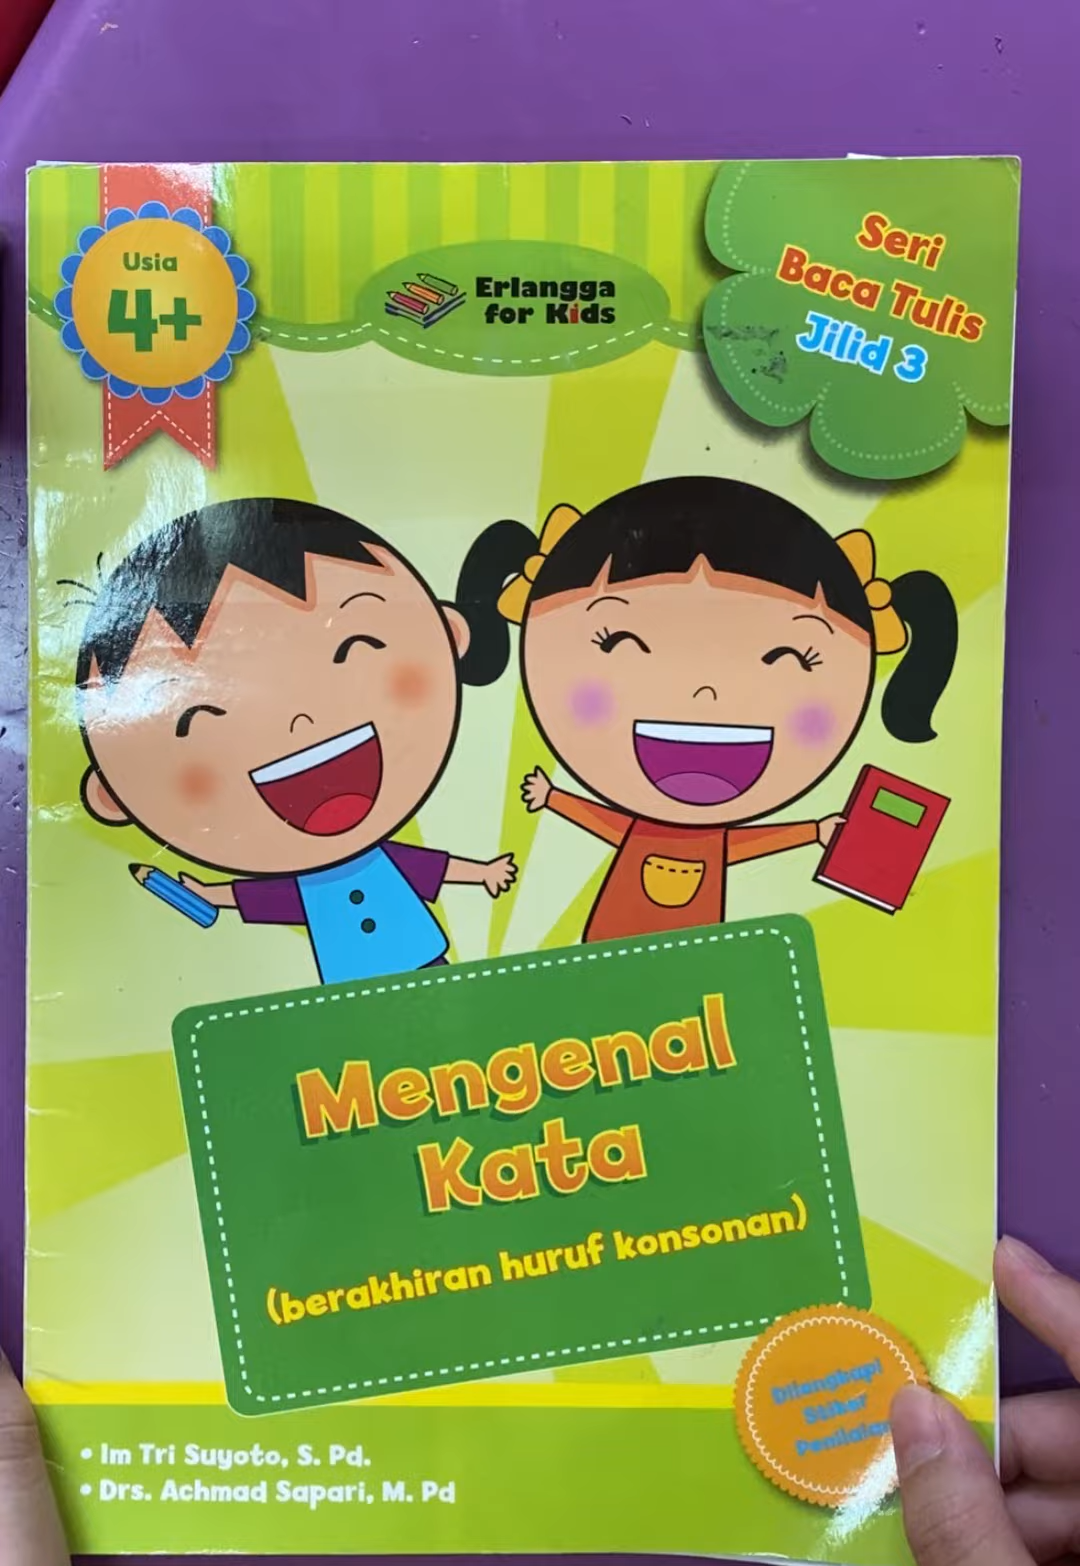 Usia
4+
Erlangga
for Kids
Seri
Baca Tulis
Jilid 3
Mengenal
Kata
(berakhiran huruf konsonan)
Dilengkapi
Stiker
• Im Tri Suyoto, S. Pd.
• Drs. Achmad Sapari, M. Pd